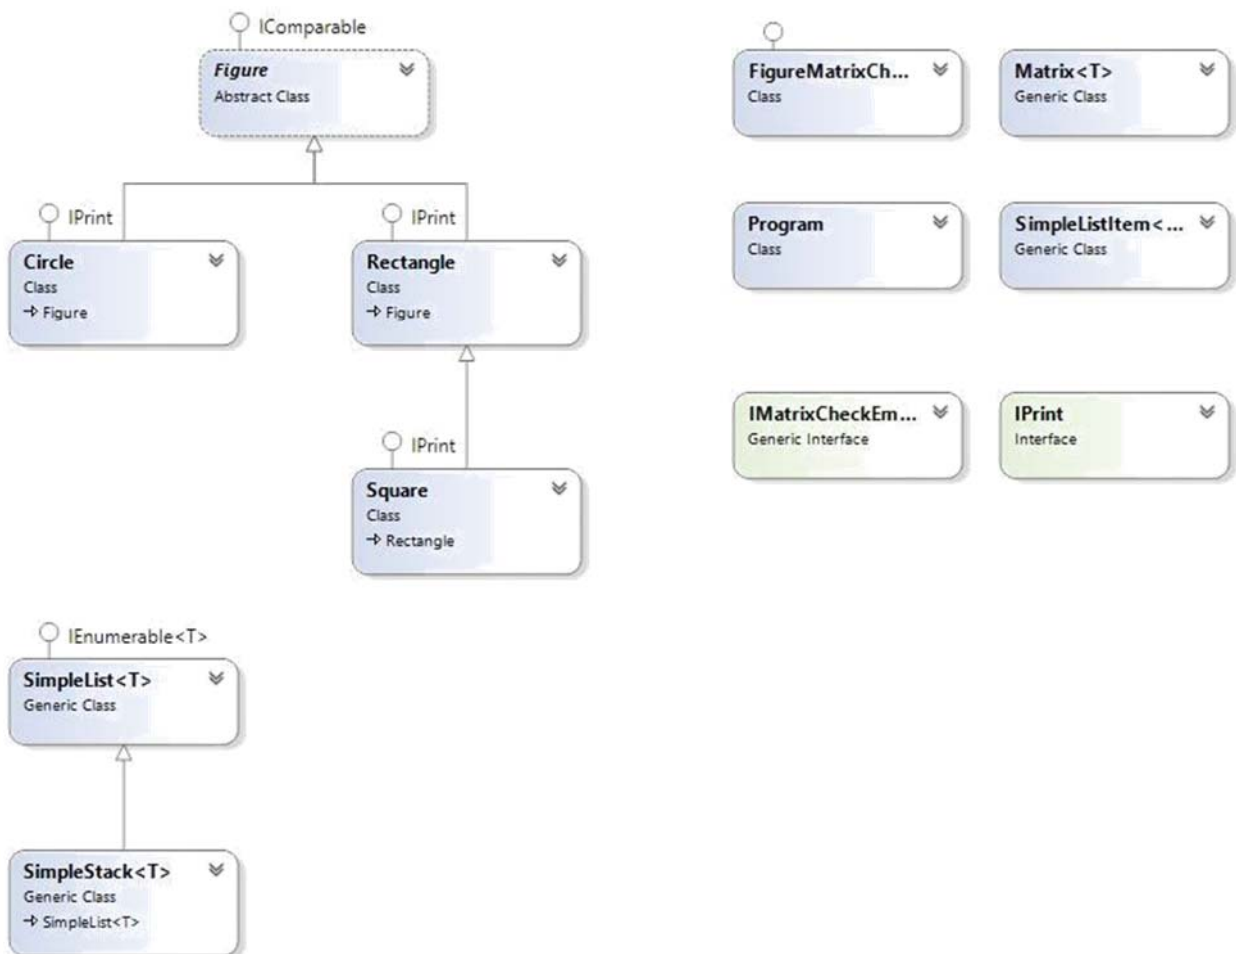 IComparable
Figure
Abstract Class
IPrint
Circle
Class
Figure
IPrint
Rectangle
Class
Figure
IPrint
Square
Class
Rectangle
IEnumerable<T>
SimpleList<T>
Generic Class
SimpleStack<T>
Generic Class
SimpleList<T>
FigureMatrixCh...
Class
Matrix<T>
Generic Class
Program
Class
SimpleListItem<...
Generic Class
IMatrixCheckEm...
Generic Interface
IPrint
Interface